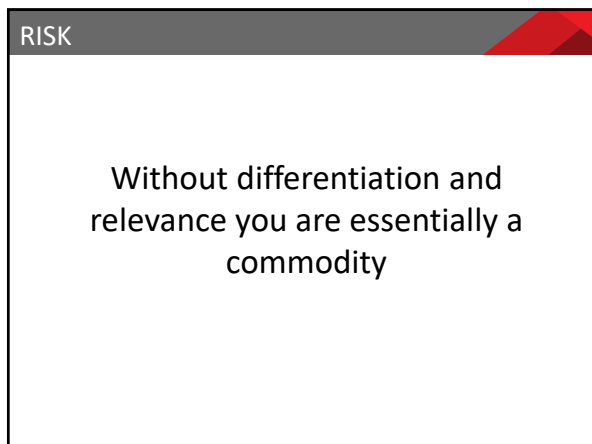 RISK
Without differentiation and
relevance you are essentially a
commodity